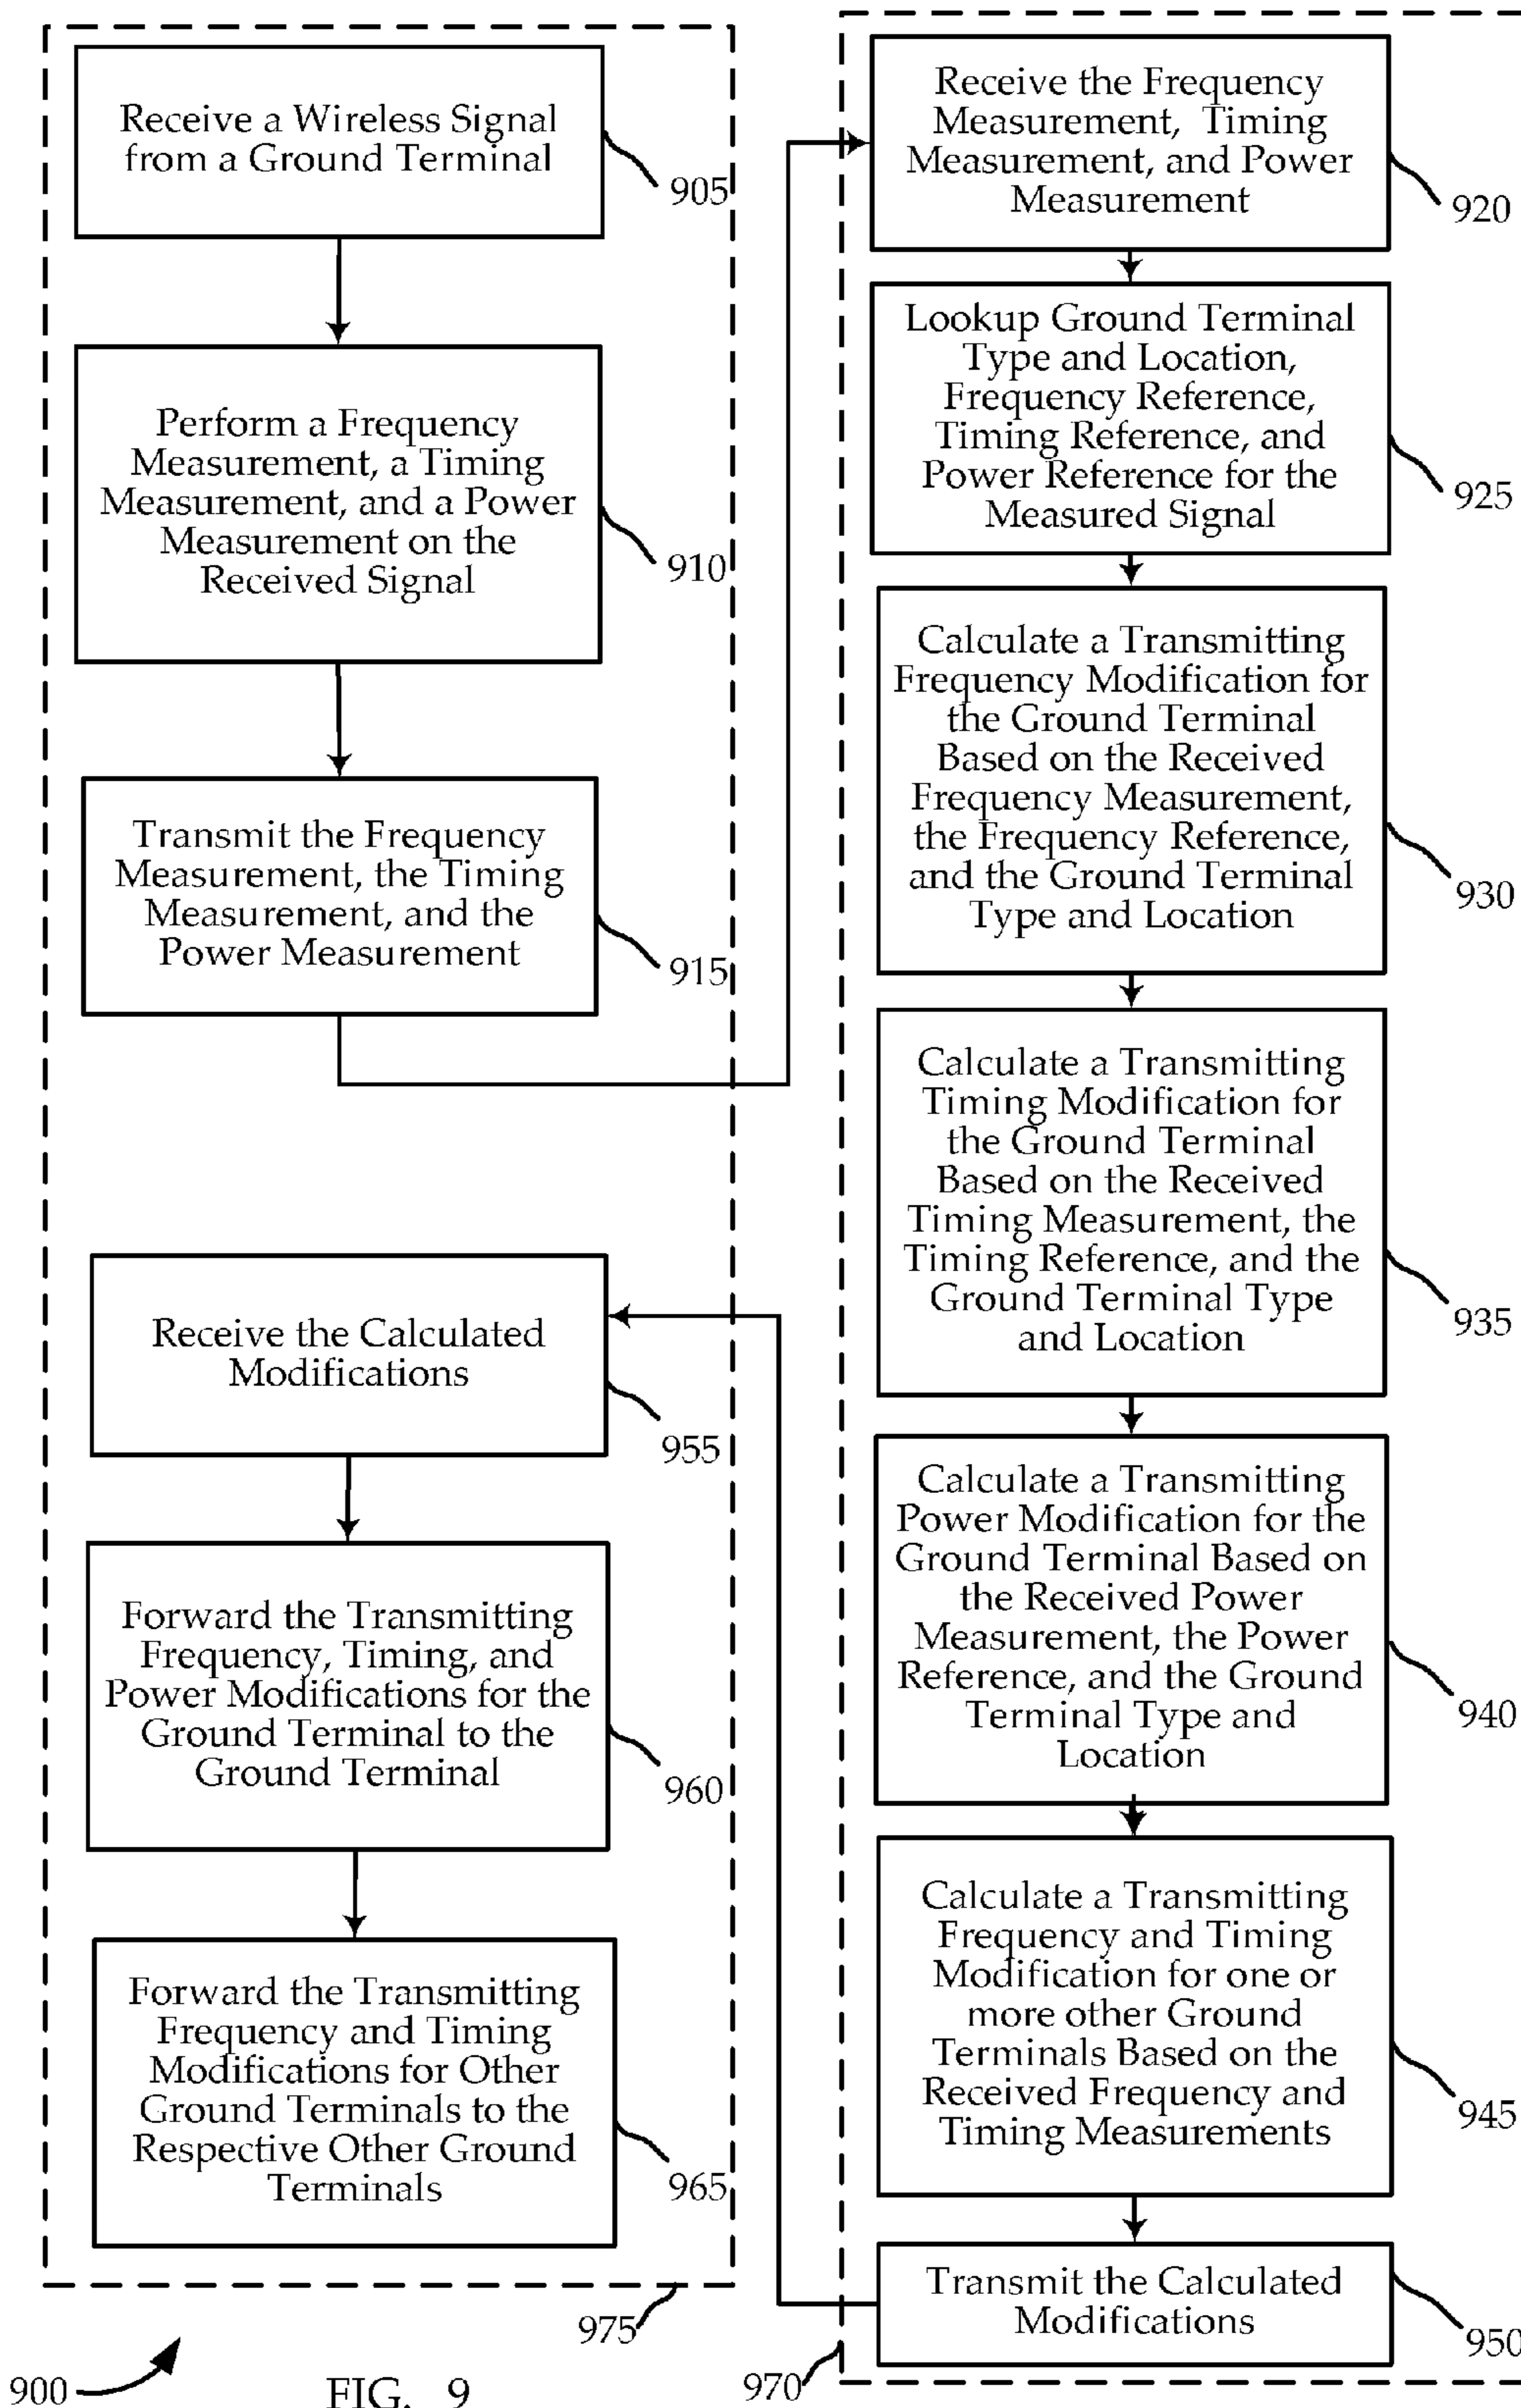 Receive a Wireless Signal
from a Ground Terminal
905
Perform a Frequency
Measurement, a Timing
Measurement, and a Power
Measurement on the
Received Signal
910
Transmit the Frequency
Measurement, the Timing
Measurement, and the
Power Measurement
915
Receive the Frequency
Measurement, Timing
Measurement, and Power
Measurement
920
Lookup Ground Terminal
Type and Location,
Frequency Reference,
Timing Reference, and
Power Reference for the
Measured Signal
925
Calculate a Transmitting
Frequency Modification for
the Ground Terminal
Based on the Received
Frequency Measurement,
the Frequency Reference,
and the Ground Terminal
Type and Location
930
Calculate a Transmitting
Timing Modification for
the Ground Terminal
Based on the Received
Timing Measurement, the
Timing Reference, and the
Ground Terminal Type
and Location
935
Calculate a Transmitting
Power Modification for the
Ground Terminal Based on
the Received Power
Measurement, the Power
Reference, and the Ground
Terminal Type and
Location
940
Calculate a Transmitting
Frequency and Timing
Modification for one or
more other Ground
Terminals Based on the
Received Frequency and
Timing Measurements
945
Transmit the Calculated
Modifications
950
Receive the Calculated
Modifications
955
Forward the Transmitting
Frequency, Timing, and
Power Modifications for the
Ground Terminal to the
Ground Terminal
960
Forward the Transmitting
Frequency and Timing
Modifications for Other
Ground Terminals to the
Respective Other Ground
Terminals
965
975
970
900
FIG. 9